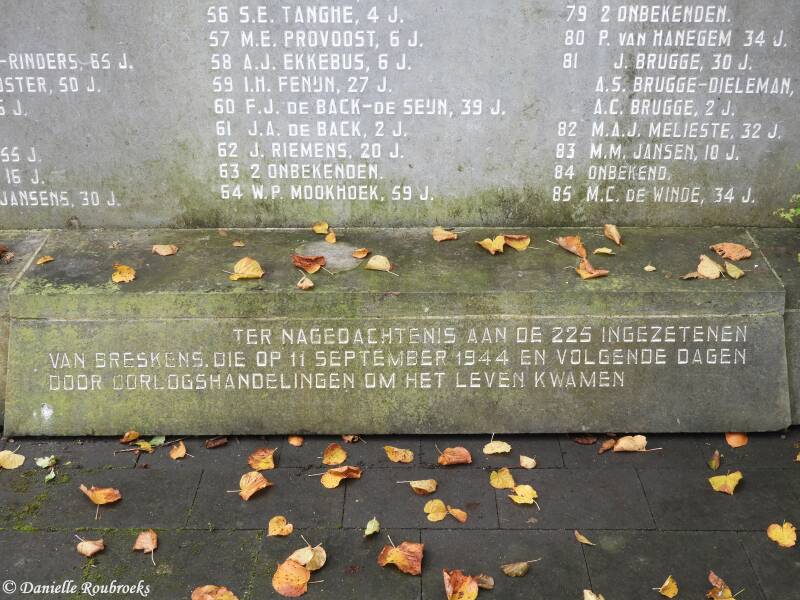 -RINDERS, 65 J.
OSTER, 50 J.
5 J.
55 J.
16 J.
JANSENS, 30 J.
56 S.E. TANGHE, 4 J.
57 M.E. PROVOOST, 6 J.
58 A.J. EKKEBUS, 6 J.
59 I.H. FENIJN, 27 J.
60 F.J. DE BACK-DE SEIJN, 39 J.
61 J.A. DE BACK, 2 J.
62 J. RIEMENS, 20 J.
63 2 ONBEKENDEN.
64 W.P. MOOKHOEK, 59 J.
79 2 ONBEKENDEN.
80 P. VAN HANEGEM 34 J.
81 J. BRUGGE, 30 J.
A.S. BRUGGE-DIELEMAN,
A.C. BRUGGE, 2 J.
82 M.A.J. MELIESTE, 32 J.
83 M.M. JANSEN, 10 J.
84 ONBEKEND.
85 M.C. DE WINDE, 34 J.
TER NAGEDACHTENIS AAN DE 225 INGEZETENEN
VAN BRESKENS, DIE OP 11 SEPTEMBER 1944 EN VOLGENDE DAGEN
DOOR OORLOGSHANDELINGEN OM HET LEVEN KWAMEN
© Danielle Roubroeks